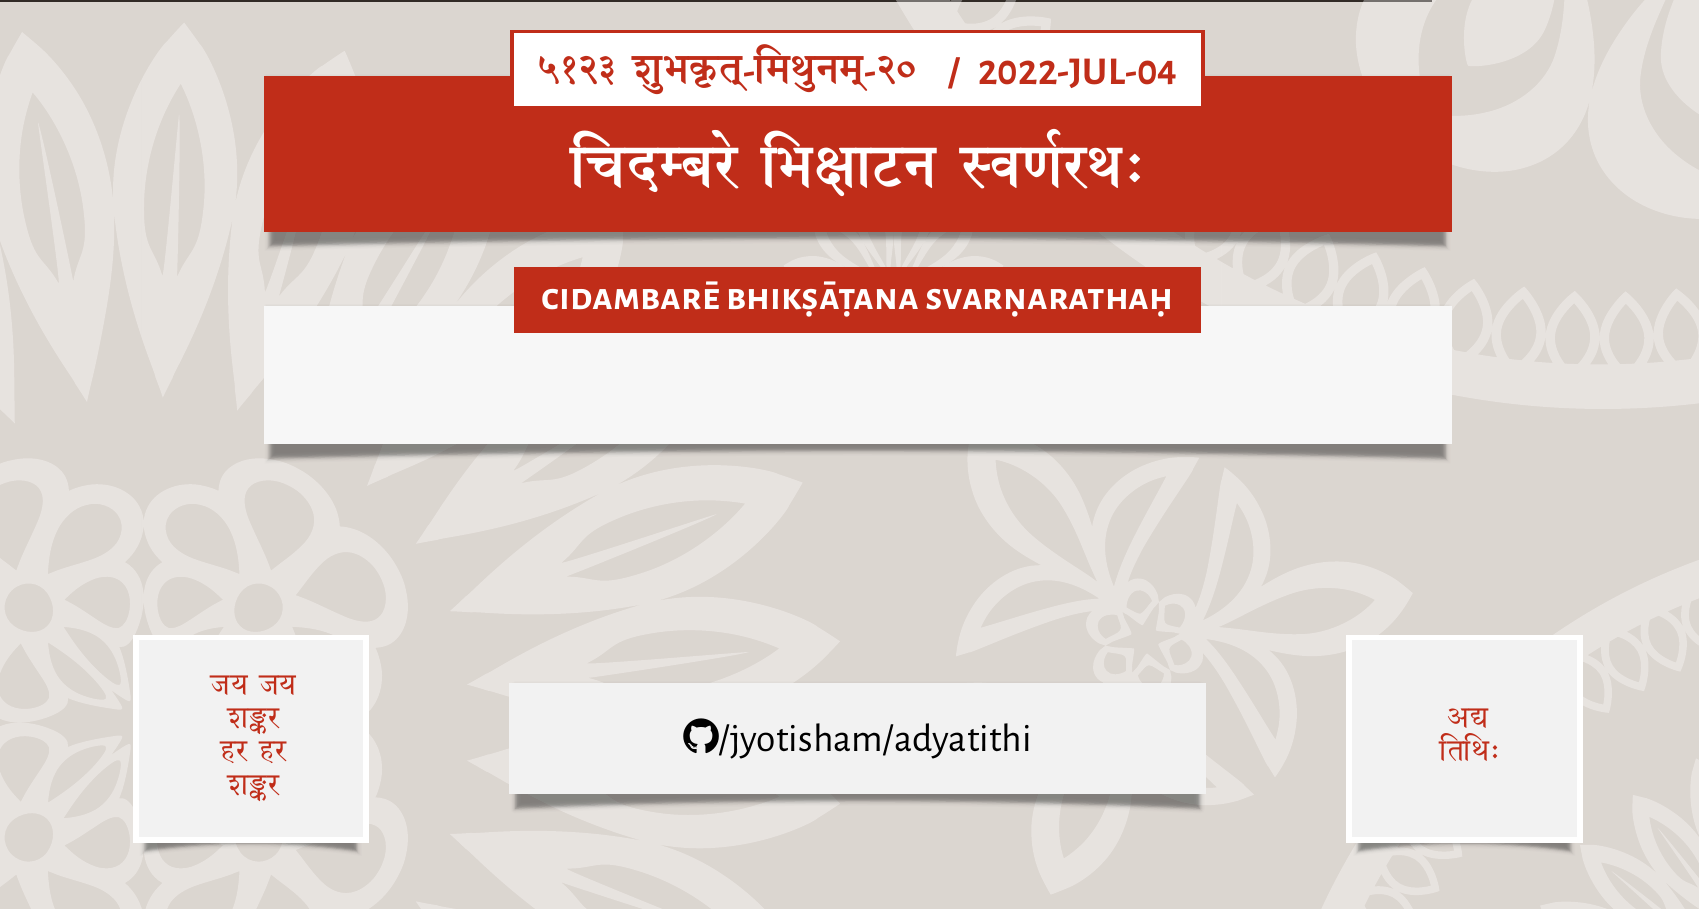 ५१२३ शुभकृत्-मिथुनम्-२० / 2022-JUL-04
चिदम्बरे भिक्षाटन स्वर्णरथः
CIDAMBARĒ BHIKṢĀṬANA SVARṆARATHAḤ
जय जय
शङ्कर
हर हर
शङ्कर
/jyotisham/adyatithi
अद्य
तिथिः